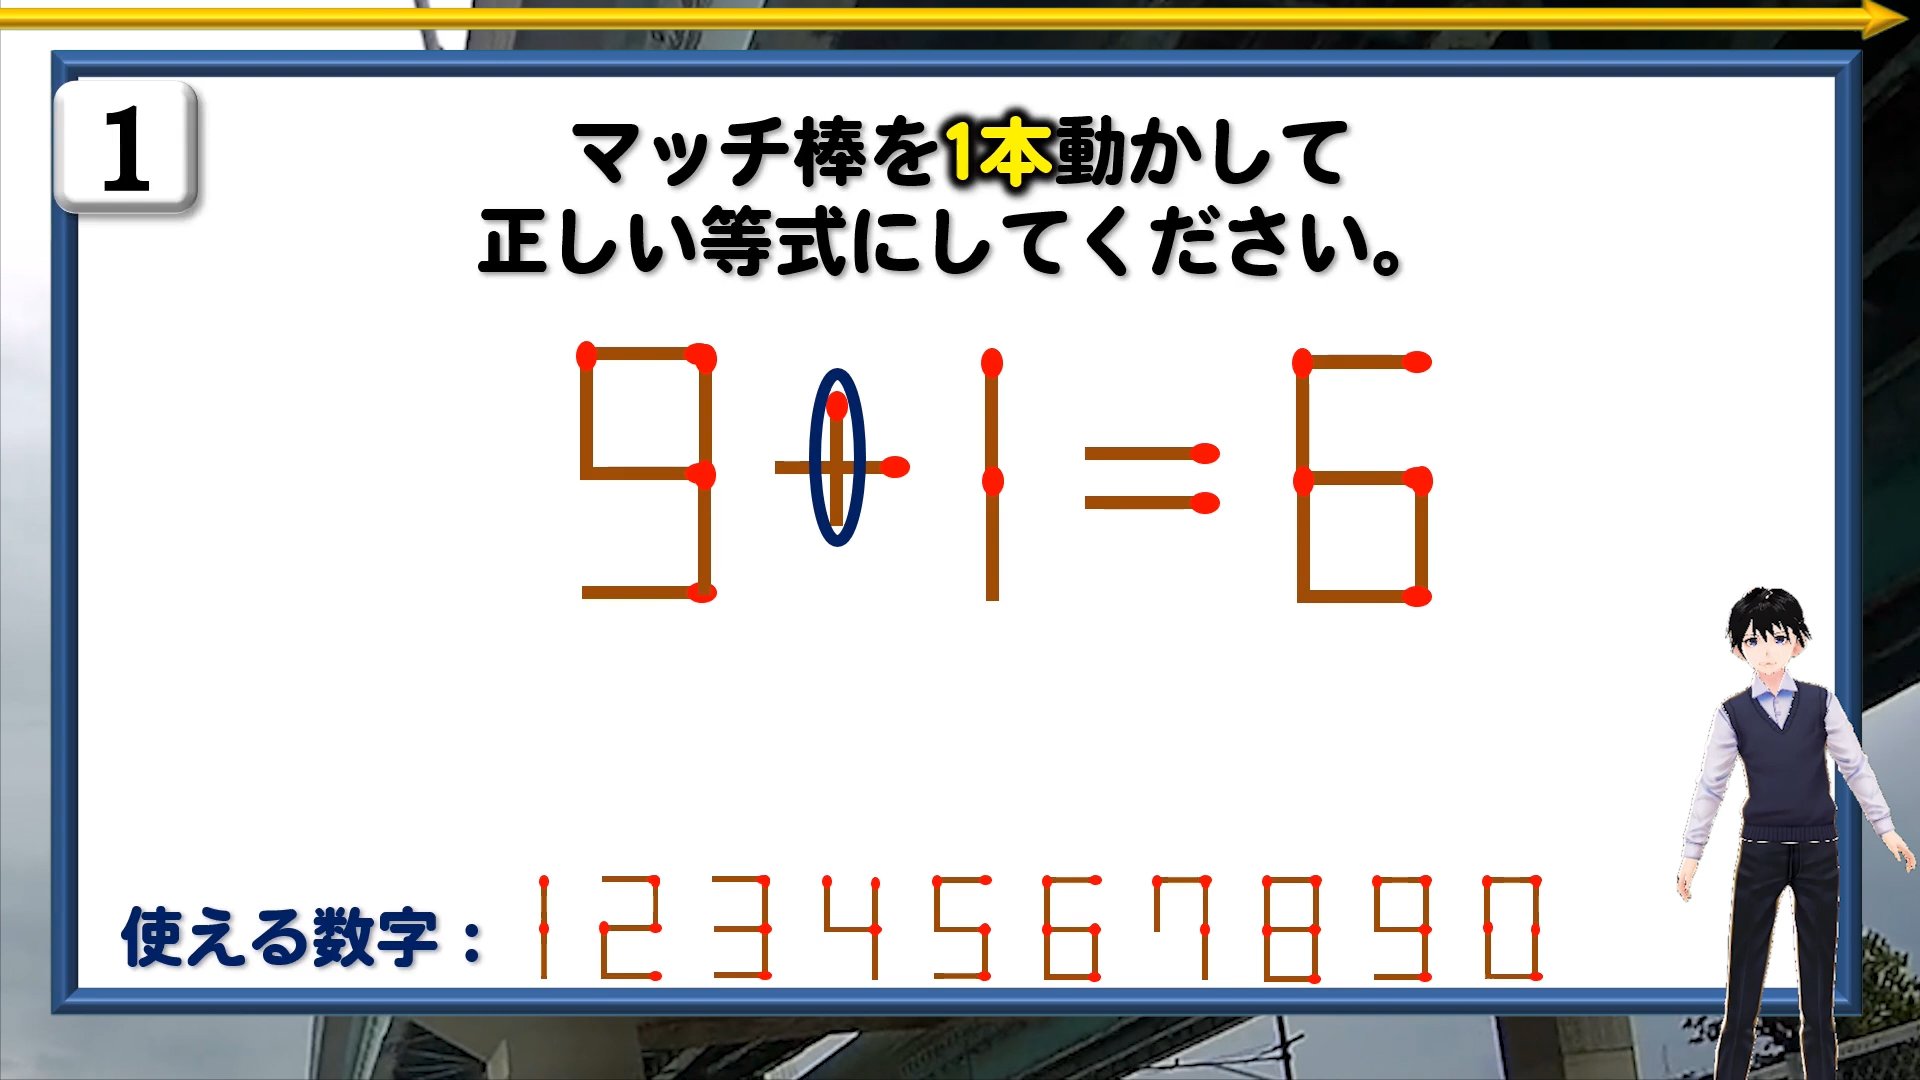 1
マッチ棒を1本動かして
正しい等式にしてください。
9+1=6
使える数字：1234567890